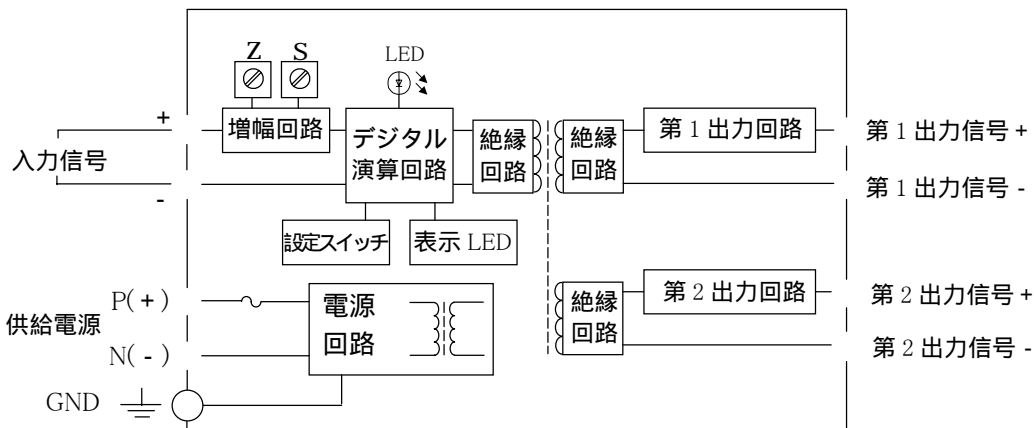 Z
S
LED
+
増幅回路
デジタル
演算回路
絶縁
回路
絶縁
回路
第1出力回路
第1出力信号 +
入力信号
-
第1出力信号 -
設定スイッチ
表示 LED
P( + )
電源
回路
絶縁
回路
第2出力回路
第2出力信号 +
供給電源
N( - )
第2出力信号 -
GND